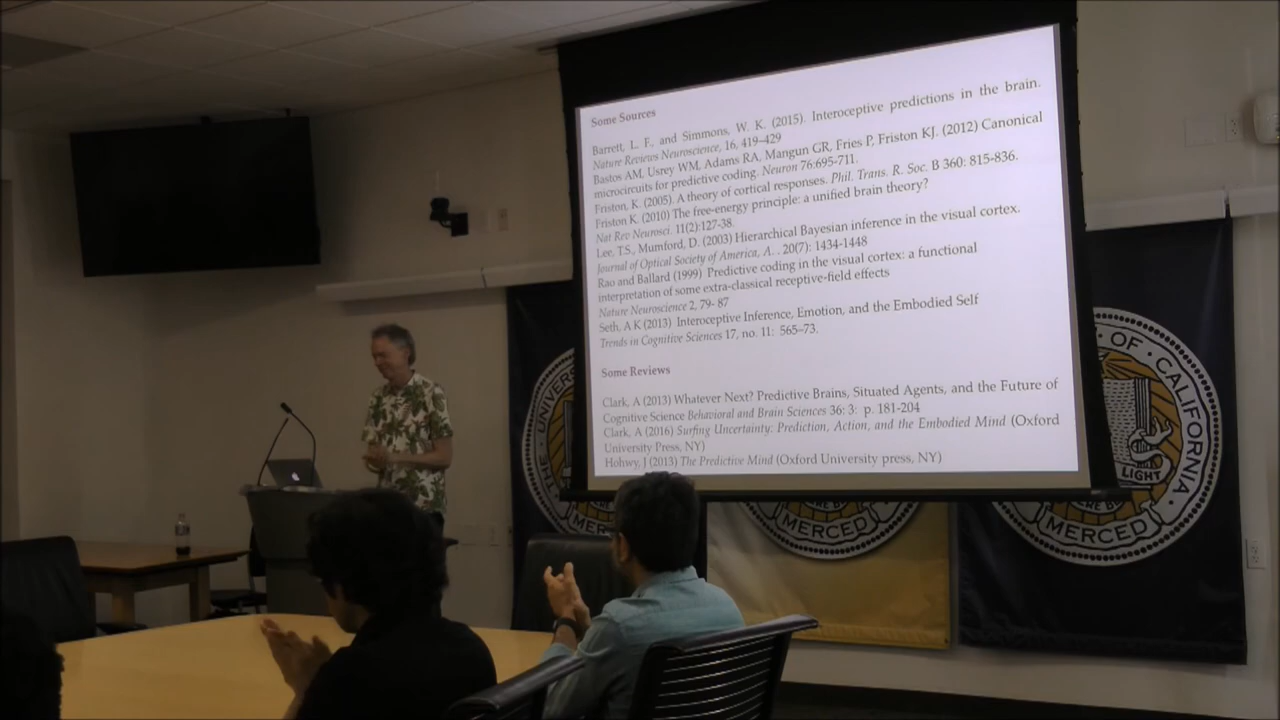 Some Sources
Barrett, L. F., and Simmons, W. K. (2015). Interoceptive predictions in the brain.
Nature Reviews Neuroscience, 16, 419–429
Bastos AM, Usrey WM, Adams RA, Mangun GR, Fries P, Friston KJ. (2012) Canonical
microcircuits for predictive coding. Neuron 76:695-711.
Friston, K. (2005). A theory of cortical responses. Phil. Trans. R. Soc. B 360: 815-836.
Friston K. (2010) The free-energy principle: a unified brain theory?
Nat Rev Neurosci. 11(2):127-38.
Lee, T.S., Mumford, D. (2003) Hierarchical Bayesian inference in the visual cortex.
Journal of Optical Society of America, A. . 20(7): 1434-1448
Rao and Ballard (1999) Predictive coding in the visual cortex: a functional
interpretation of some extra-classical receptive-field effects
Nature Neuroscience 2, 79- 87
Seth, A K (2013) Interoceptive Inference, Emotion, and the Embodied Self
Trends in Cognitive Sciences 17, no. 11: 565–73.
Some Reviews
Clark, A (2013) Whatever Next? Predictive Brains, Situated Agents, and the Future of
Cognitive Science Behavioral and Brain Sciences 36: 3: p. 181-204
Clark, A (2016) Surfing Uncertainty: Prediction, Action, and the Embodied Mind (Oxford
University Press, NY)
Hohwy, J (2013) The Predictive Mind (Oxford University press, NY)
THE · UNIVERS
MERCED
MERCED
OF · CALIFORNIA ·
LIGHT
ERE BY
MERCED